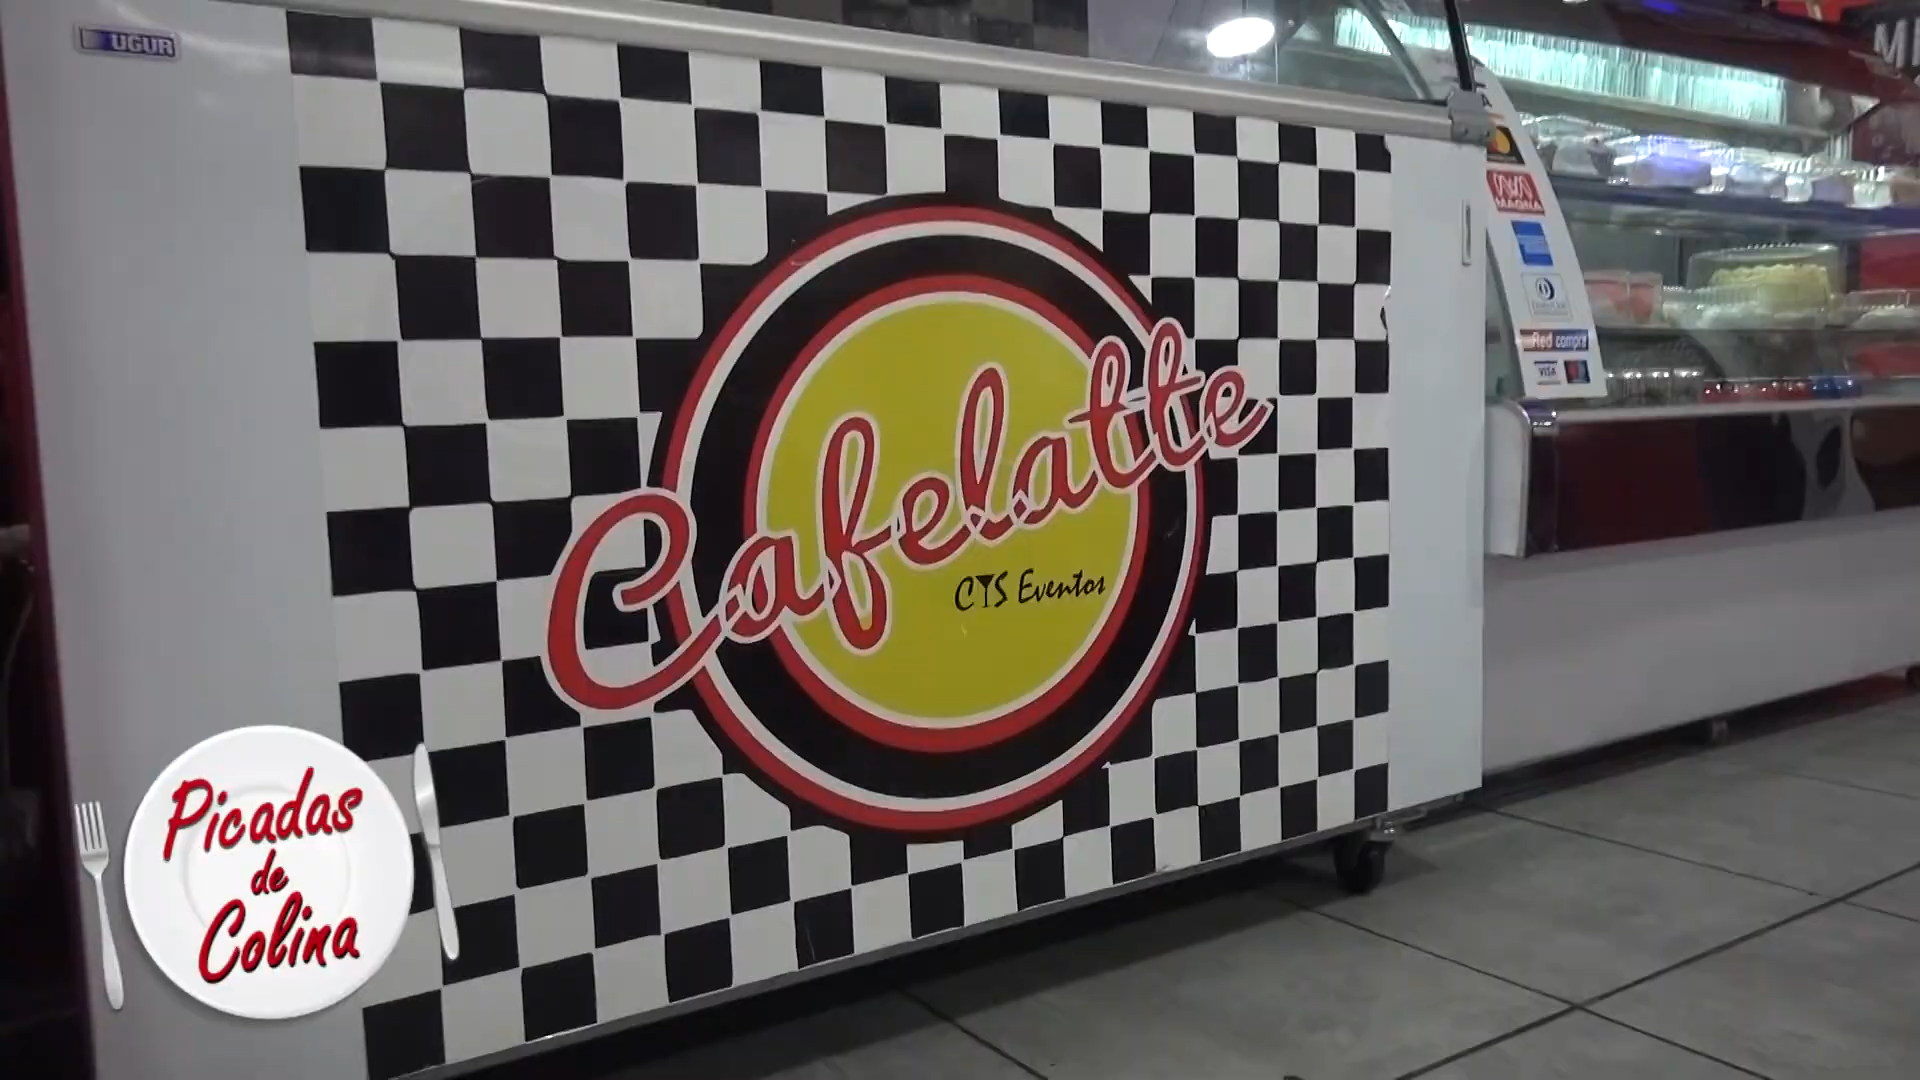 UGUR
Cafelatte
CYS Eventos
MAGNA
Red compra
VISA
Picadas
de
Colina